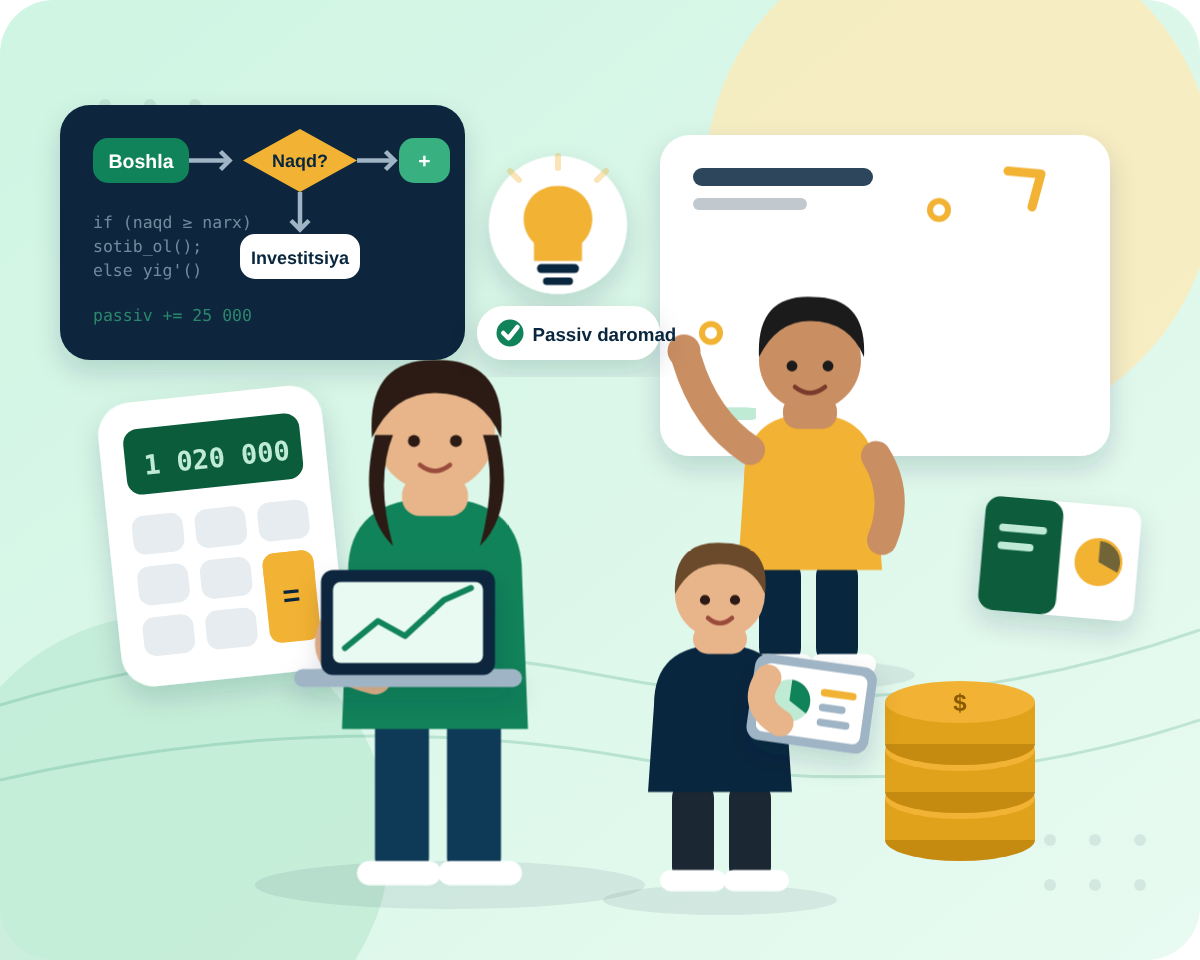 Boshla
Naqd?
+
if (naqd ≥ narx)
sotib_ol();
else yig'()
Investitsiya
passiv += 25 000
Passiv daromad
1 020 000
=
$